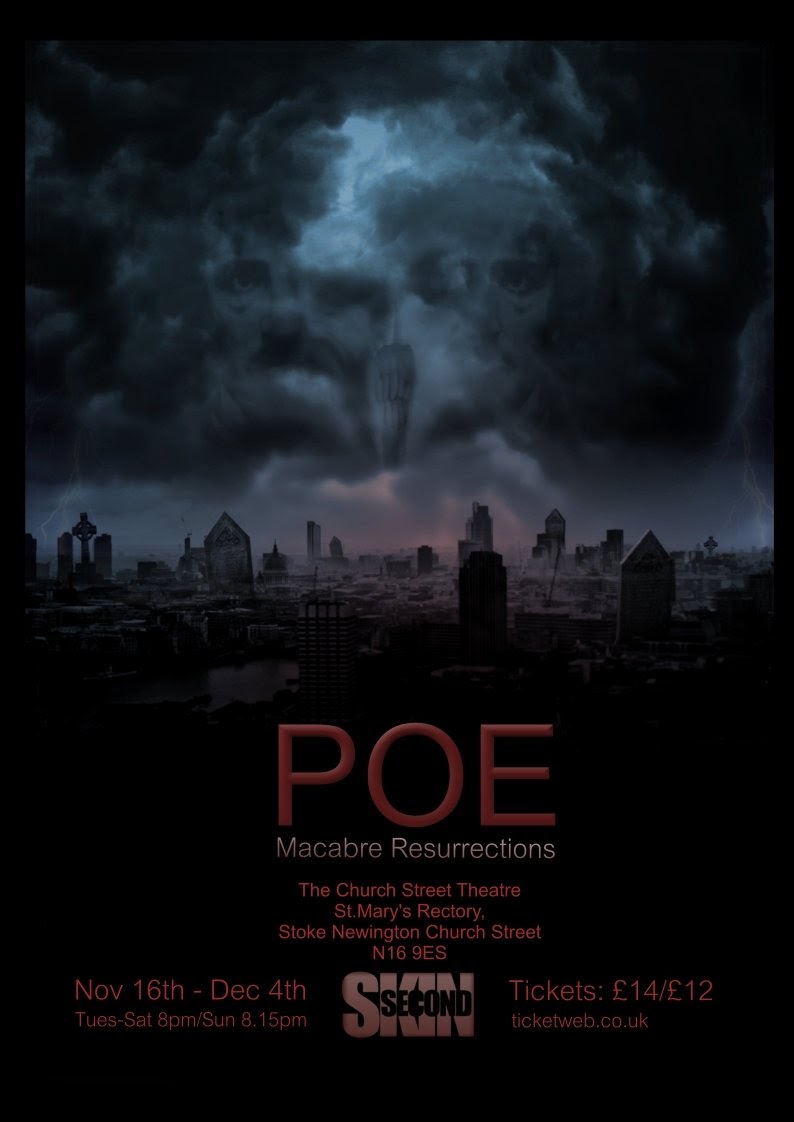 POE
Macabre Resurrections
The Church Street Theatre
St.Mary's Rectory,
Stoke Newington Church Street
N16 9ES
Nov 16th - Dec 4th
Tues-Sat 8pm/Sun 8.15pm
SECOND
SKIN
Tickets: £14/£12
ticketweb.co.uk